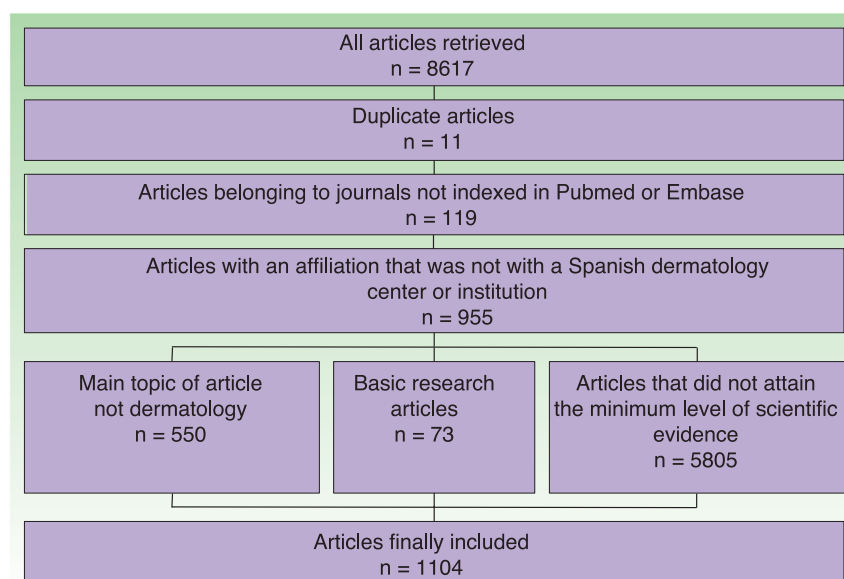 All articles retrieved
n = 8617
Duplicate articles
n = 11
Articles belonging to journals not indexed in Pubmed or Embase
n = 119
Articles with an affiliation that was not with a Spanish dermatology
center or institution
n = 955
Main topic of article
not dermatology
n = 550
Basic research
articles
n = 73
Articles that did not attain
the minimum level of scientific
evidence
n = 5805
Articles finally included
n = 1104